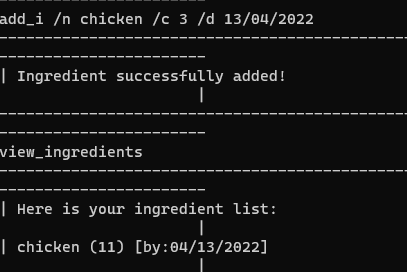 add_i /n chicken /c 3 /d 13/04/2022
------------------------------------------------
------------------------
| Ingredient successfully added!
|
------------------------------------------------
------------------------
view_ingredients
------------------------------------------------
------------------------
| Here is your ingredient list:
|
| chicken (11) [by:04/13/2022]
|